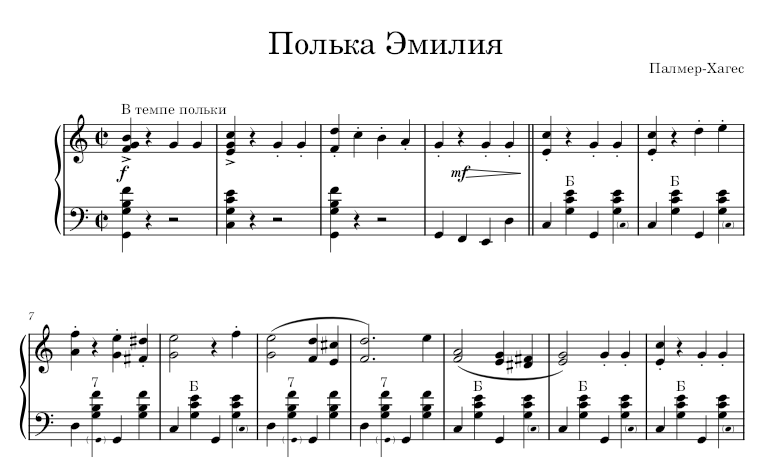 Полька Эмилия
Палмер-Хагес
В темпе польки
f
mf
Б
Б
7
7
Б
7
7
Б
Б
Б